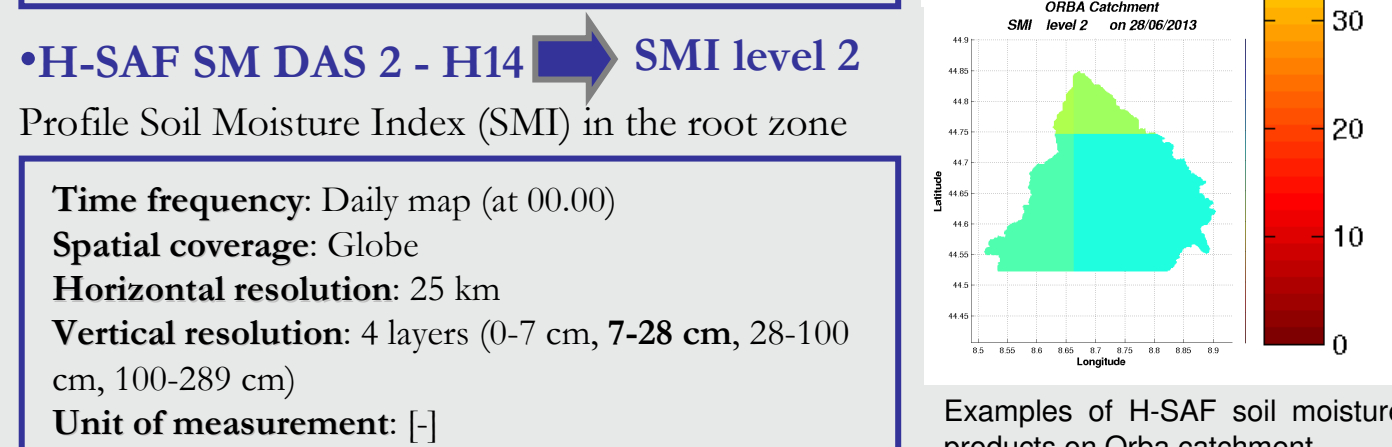 •H-SAF SM DAS 2 - H14 SMI level 2
Profile Soil Moisture Index (SMI) in the root zone
Time frequency: Daily map (at 00.00)
Spatial coverage: Globe
Horizontal resolution: 25 km
Vertical resolution: 4 layers (0-7 cm, 7-28 cm, 28-100
cm, 100-289 cm)
Unit of measurement: [-]
ORBA Catchment
SMI level 2 on 28/06/2013
44.9
44.85
44.8
44.75
44.7
44.65
44.6
44.55
44.5
44.45
Latitude
8.5 8.55 8.6 8.65 8.7 8.75 8.8 8.85 8.9
Longitude
30
20
10
0
Examples of H-SAF soil moisture
products on Orba catchment